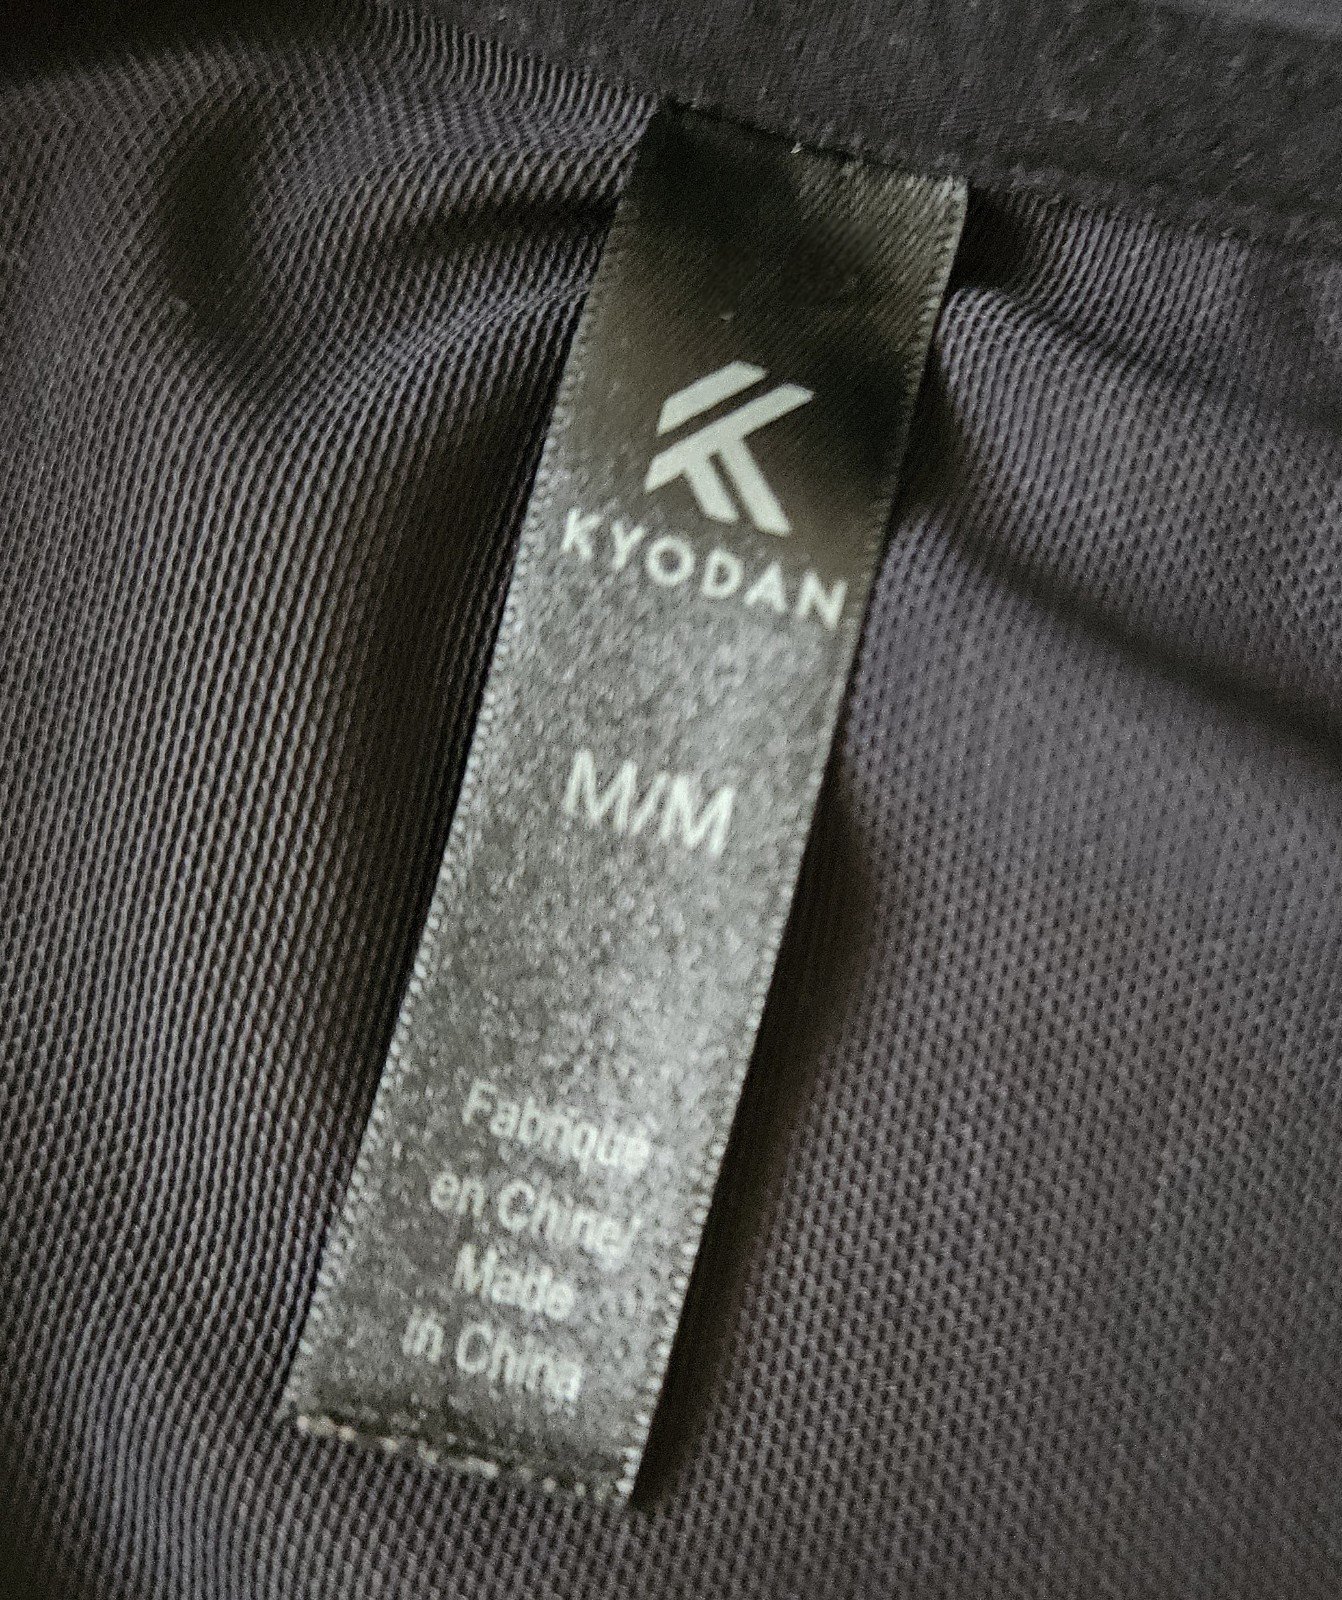 KYODAN
M/M
Fabriqué
en Chine/
Made
in China